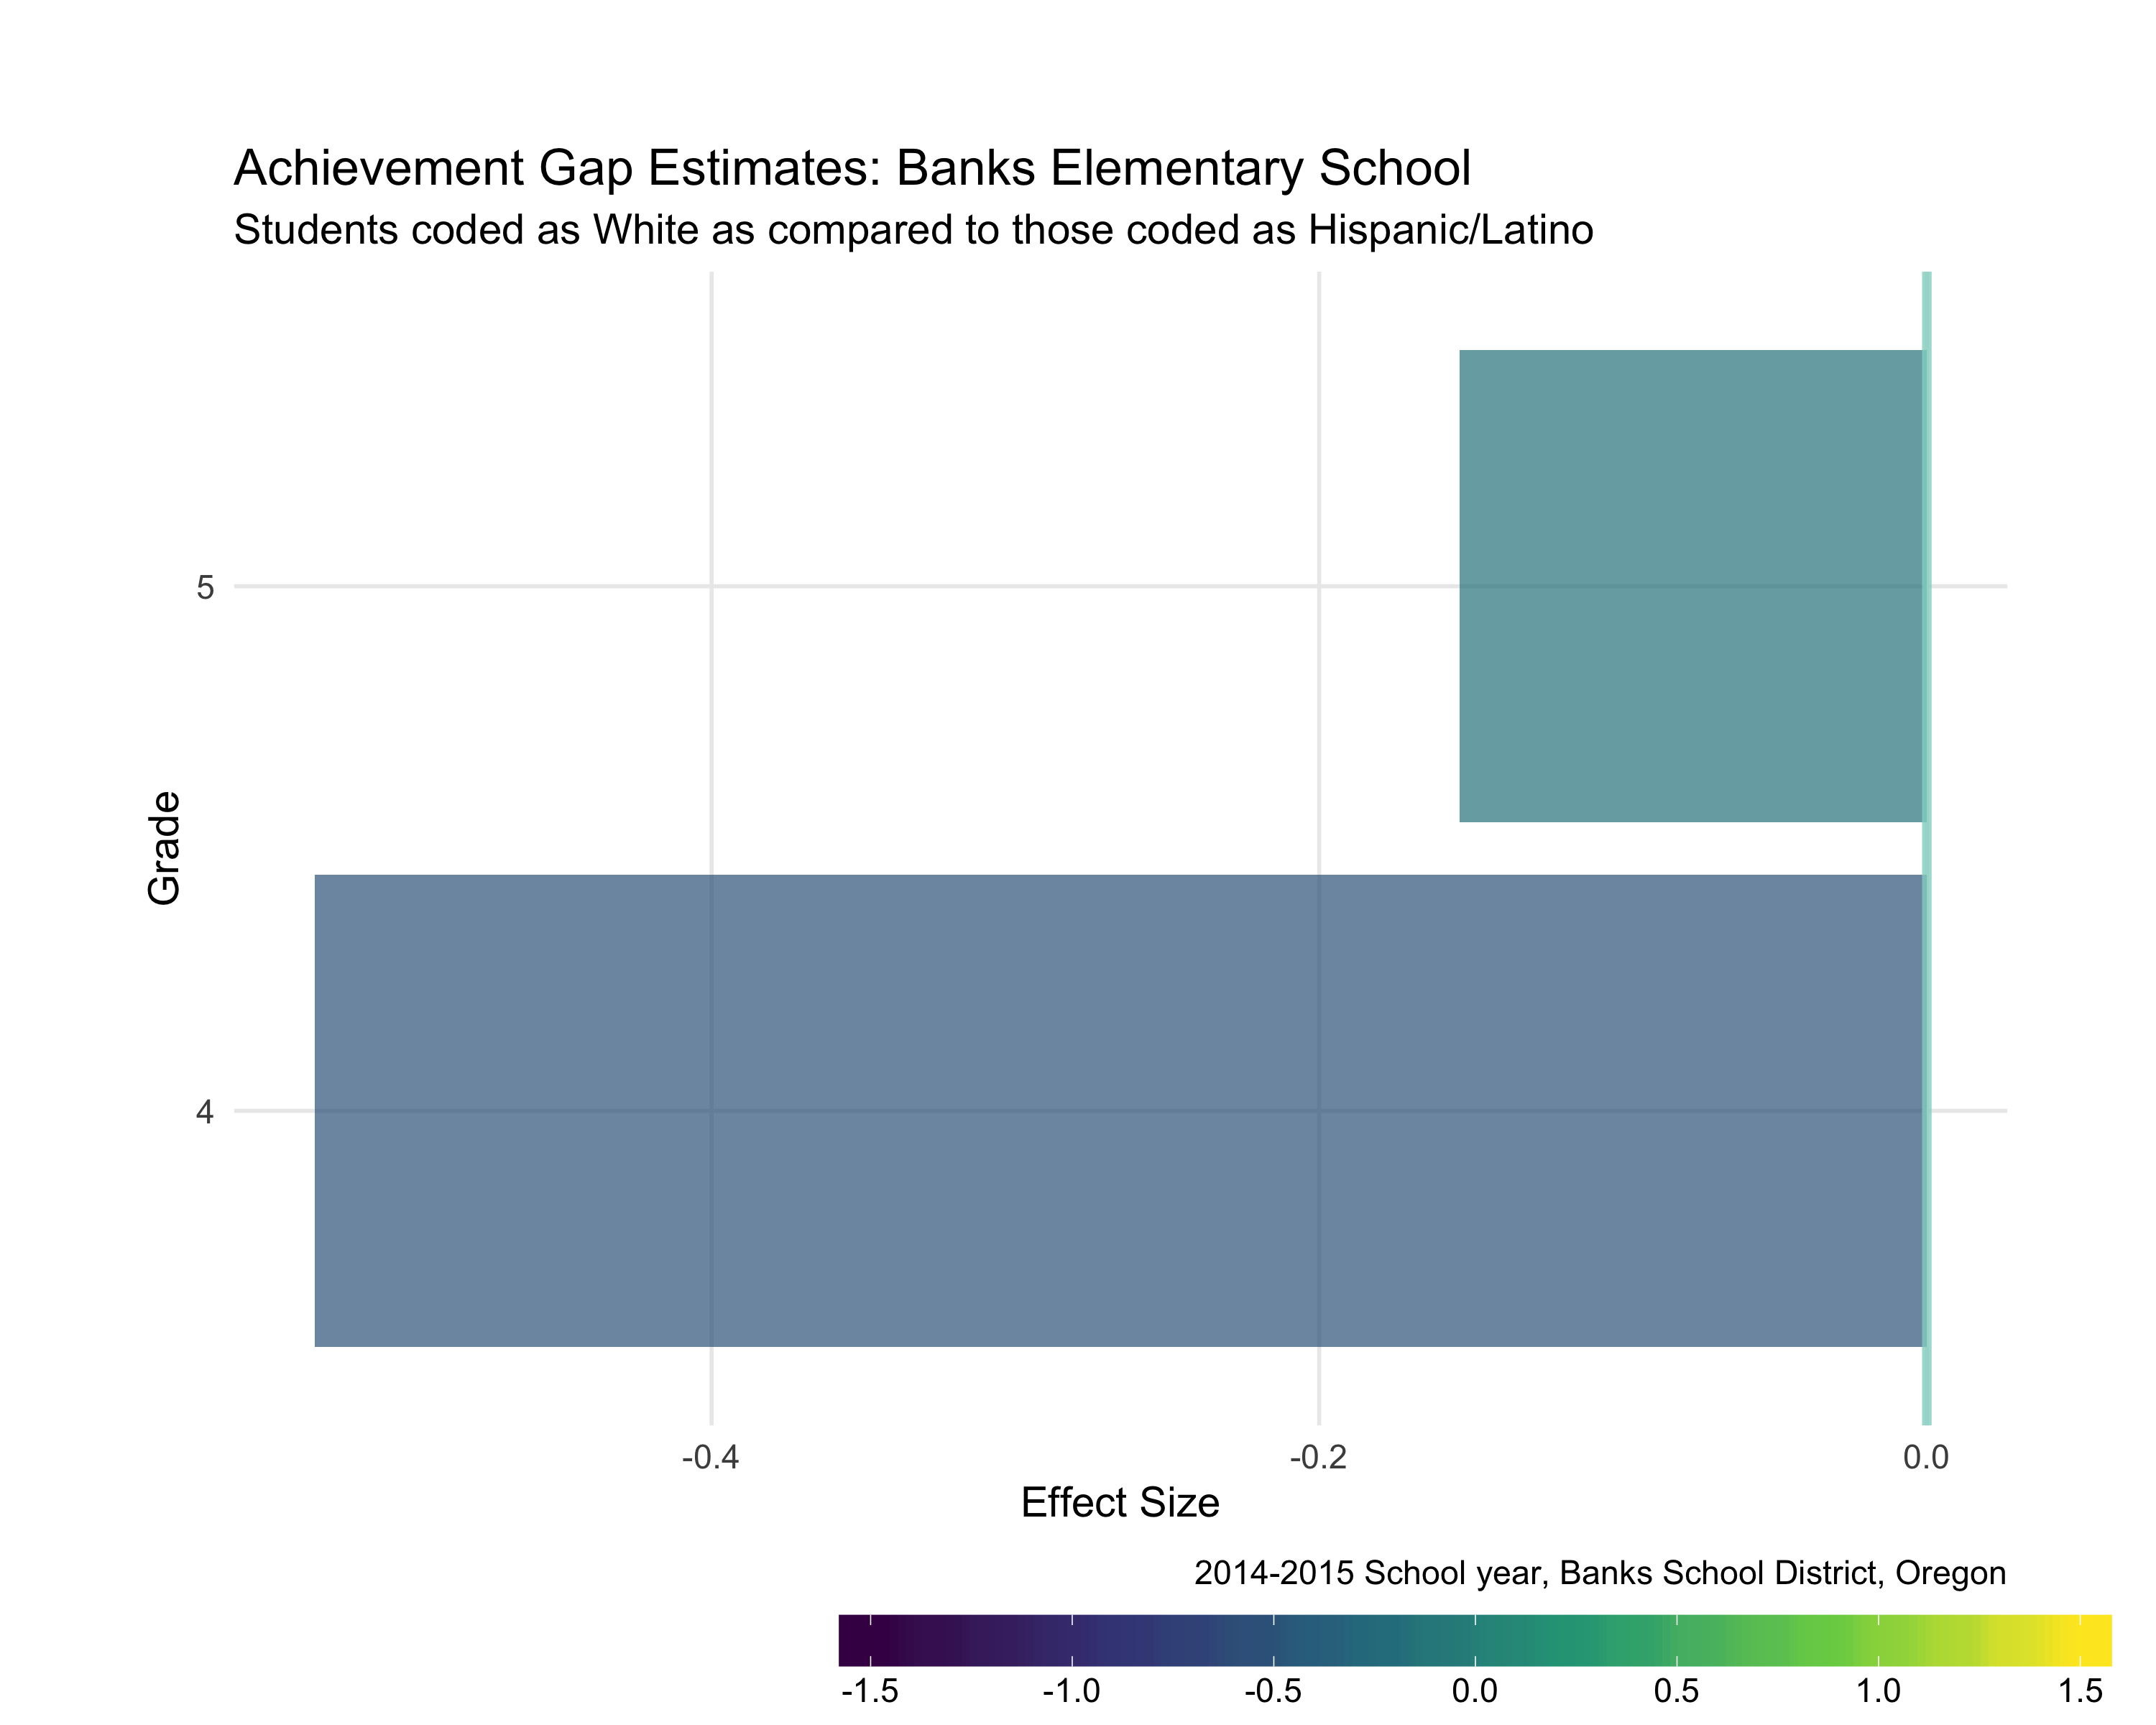 Achievement Gap Estimates: Banks Elementary School
Students coded as White as compared to those coded as Hispanic/Latino
5
Grade
4
-0.4 -0.2 0.0
Effect Size
2014-2015 School year, Banks School District, Oregon
-1.5 -1.0 -0.5 0.0 0.5 1.0 1.5